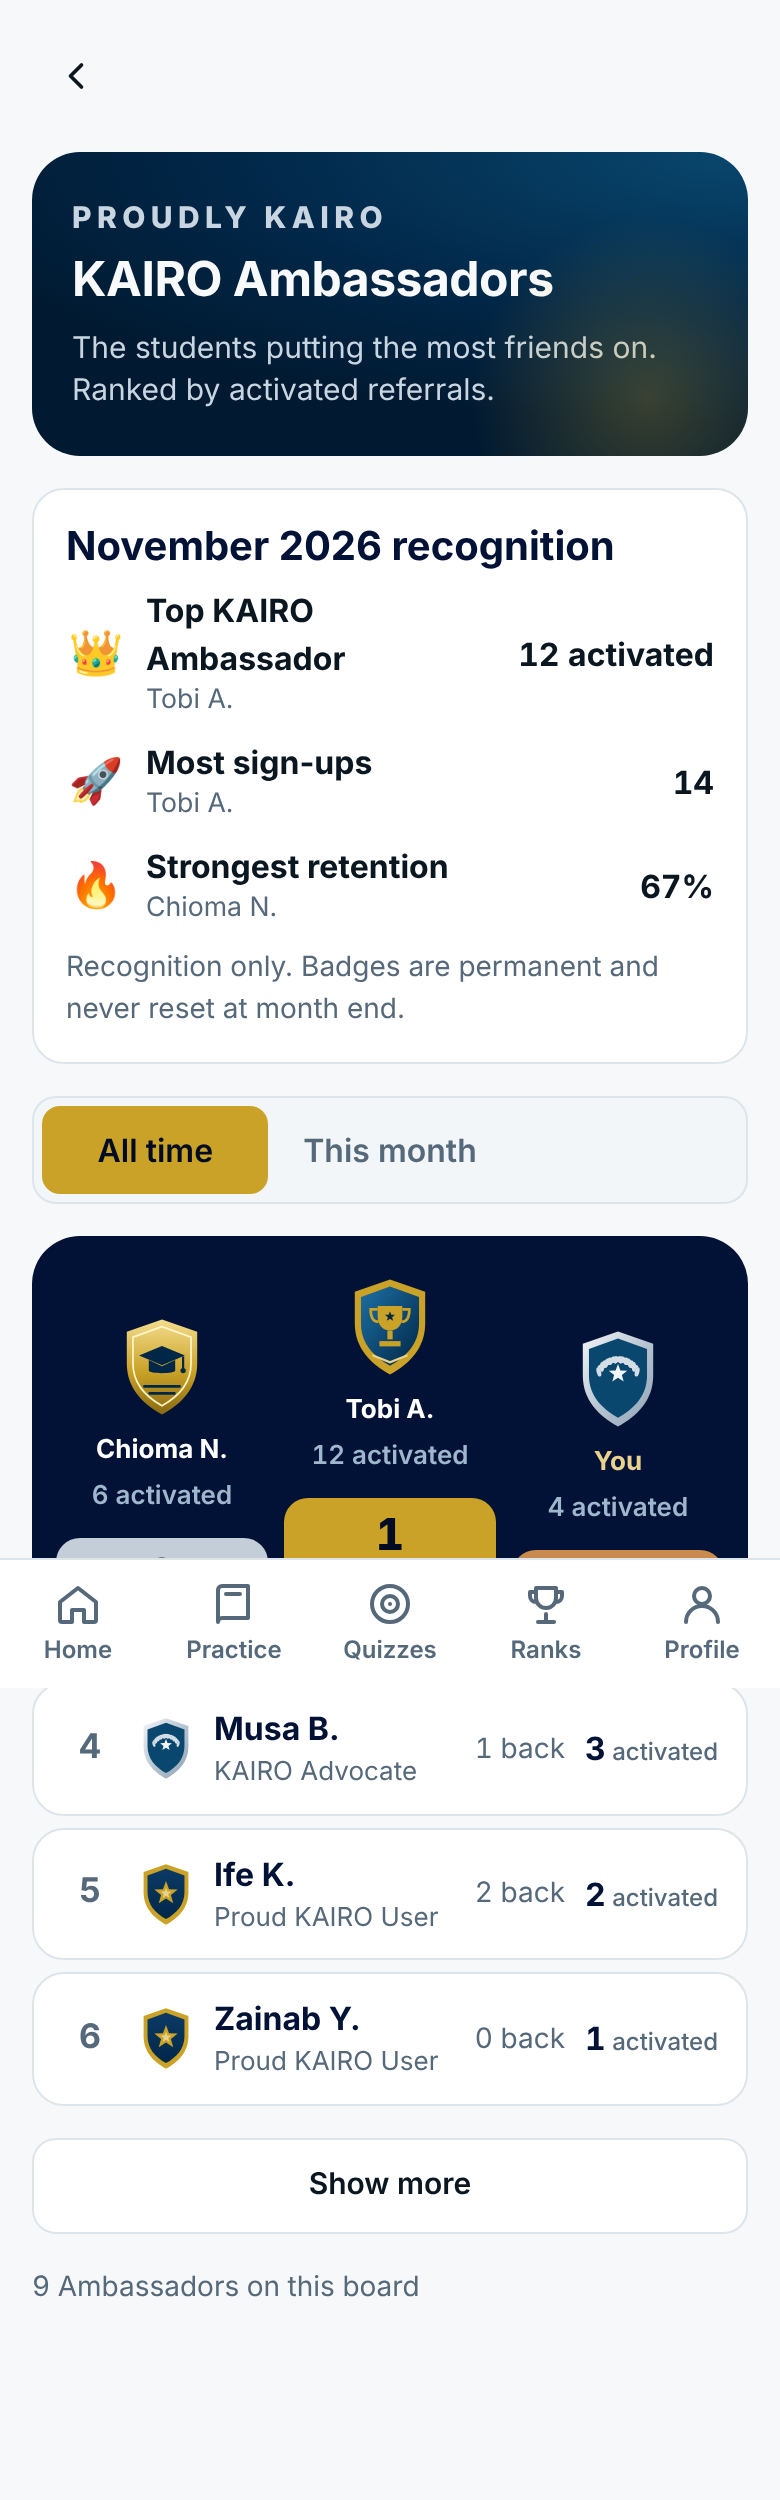 PROUDLY KAIRO
KAIRO Ambassadors
The students putting the most friends on.
Ranked by activated referrals.
November 2026 recognition
Top KAIRO
Ambassador
12 activated
Tobi A.
Most sign-ups
14
Tobi A.
Strongest retention
67%
Chioma N.
Recognition only. Badges are permanent and
never reset at month end.
All time
This month
Chioma N.
6 activated
Tobi A.
12 activated
1
You
4 activated
Home
Practice
Quizzes
Ranks
Profile
4
Musa B.
KAIRO Advocate
1 back
3 activated
5
Ife K.
Proud KAIRO User
2 back
2 activated
6
Zainab Y.
Proud KAIRO User
0 back
1 activated
Show more
9 Ambassadors on this board